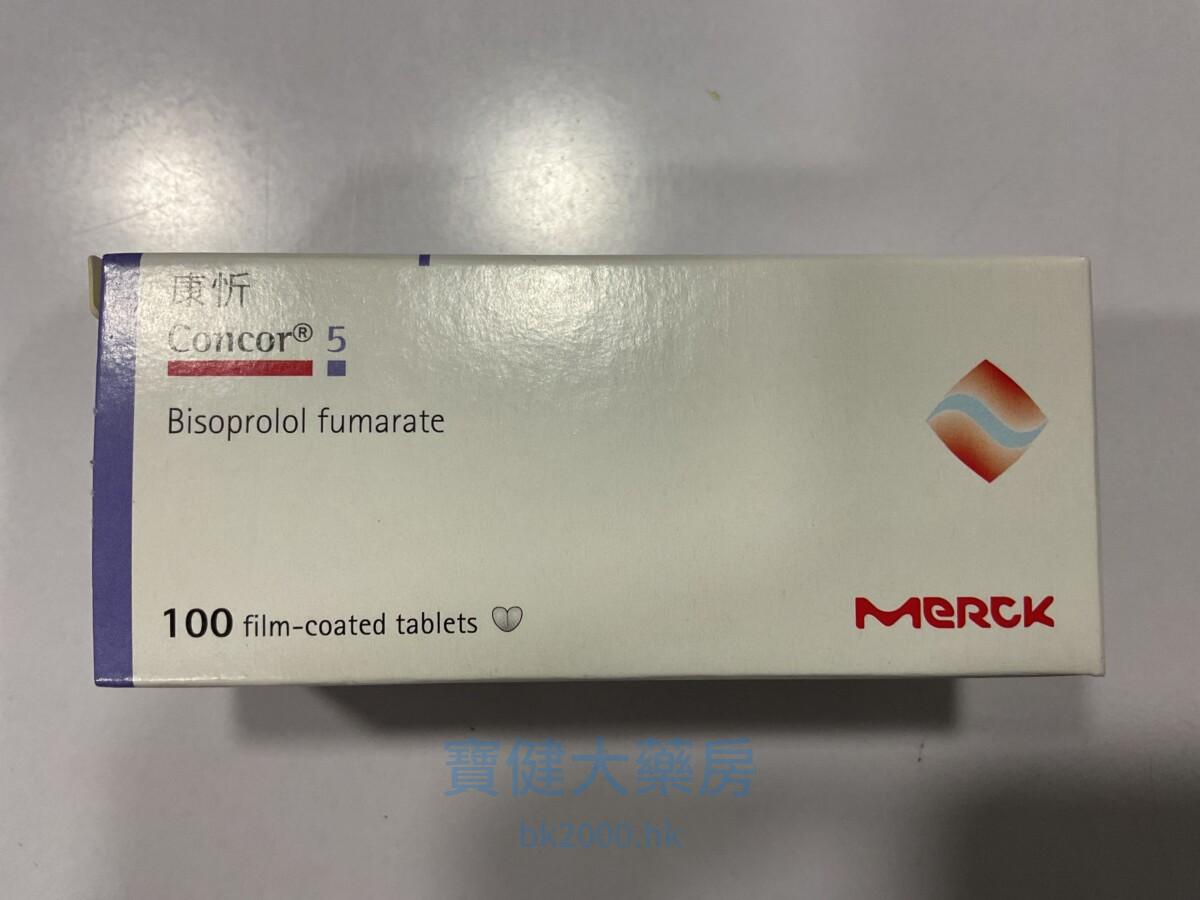 康忻
Concor® 5
Bisoprolol fumarate
100 film-coated tablets
MERCK
寶健大藥房
bk2000.hk